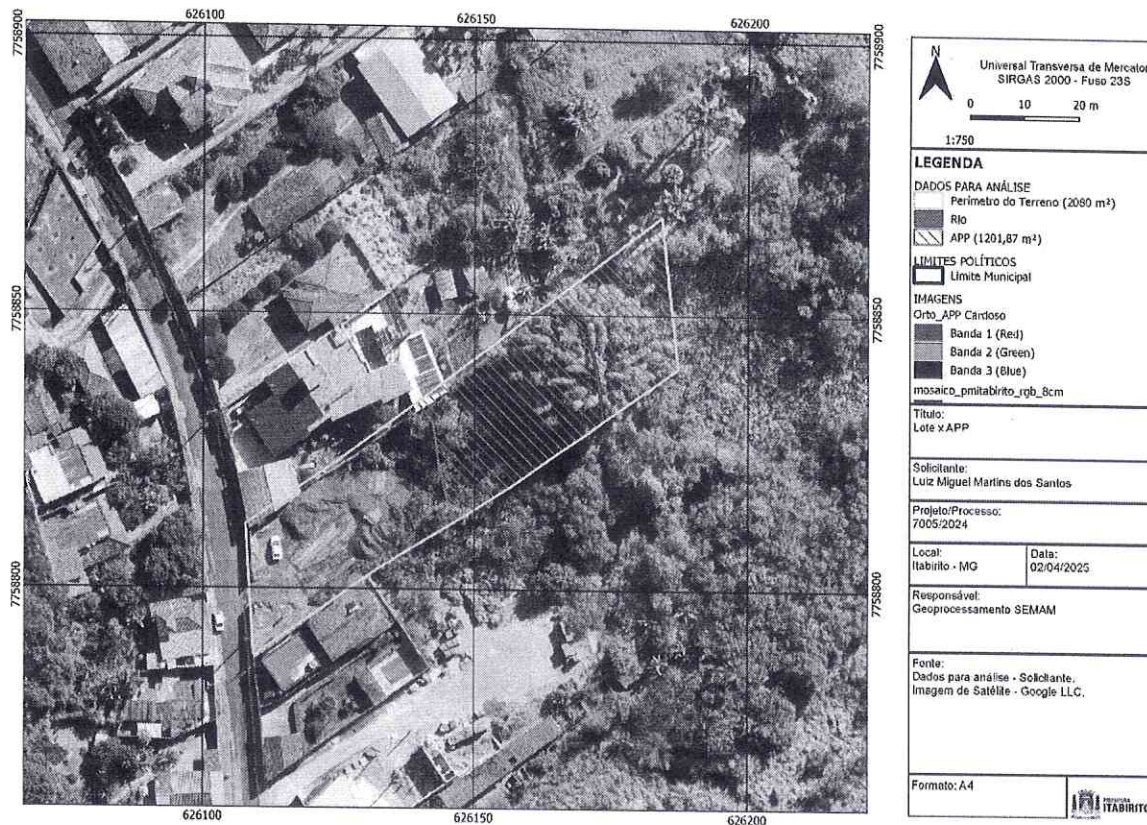 626100 626150 626200
7758900 7758900
7758850 7758850
7758800 7758800
626100 626150 626200
N
Universal Transversa de Mercator
SIRGAS 2000 - Fuso 23S
0 10 20 m
1:750
LEGENDA
DADOS PARA ANÁLISE
Perímetro do Terreno (2080 m²)
Rio
APP (1201,87 m²)
LIMITES POLÍTICOS
Limite Municipal
IMAGENS
Orto_APP Cardoso
Banda 1 (Red)
Banda 2 (Green)
Banda 3 (Blue)
mosaico_pmitabirito_rgb_8cm
Título:
Lote x APP
Solicitante:
Luiz Miguel Martins dos Santos
Projeto/Processo:
7005/2024
Local: Data:
Itabirito - MG 02/04/2025
Responsável:
Geoprocessamento SEMAM
Fonte:
Dados para análise - Solicitante.
Imagem de Satélite - Google LLC.
Formato: A4
PREFEITURA
ITABIRITO